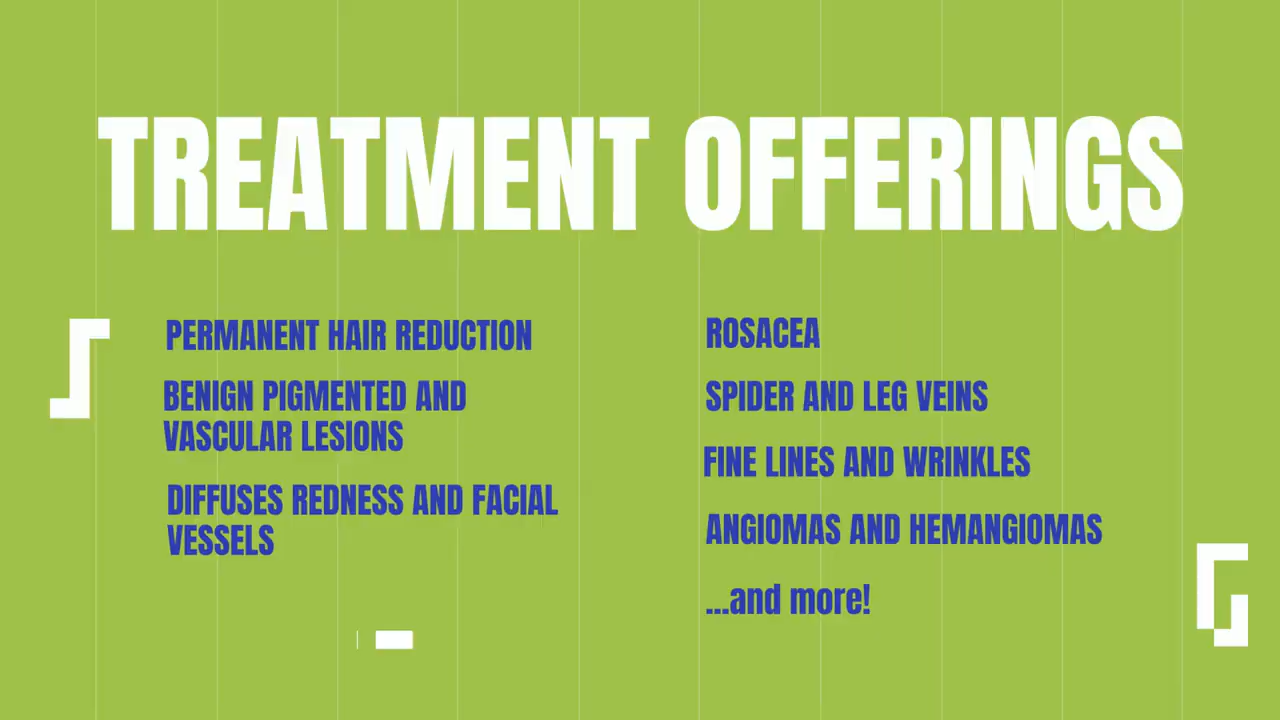 TREATMENT OFFERINGS
PERMANENT HAIR REDUCTION
BENIGN PIGMENTED AND
VASCULAR LESIONS
DIFFUSES REDNESS AND FACIAL
VESSELS
ROSACEA
SPIDER AND LEG VEINS
FINE LINES AND WRINKLES
ANGIOMAS AND HEMANGIOMAS
...and more!